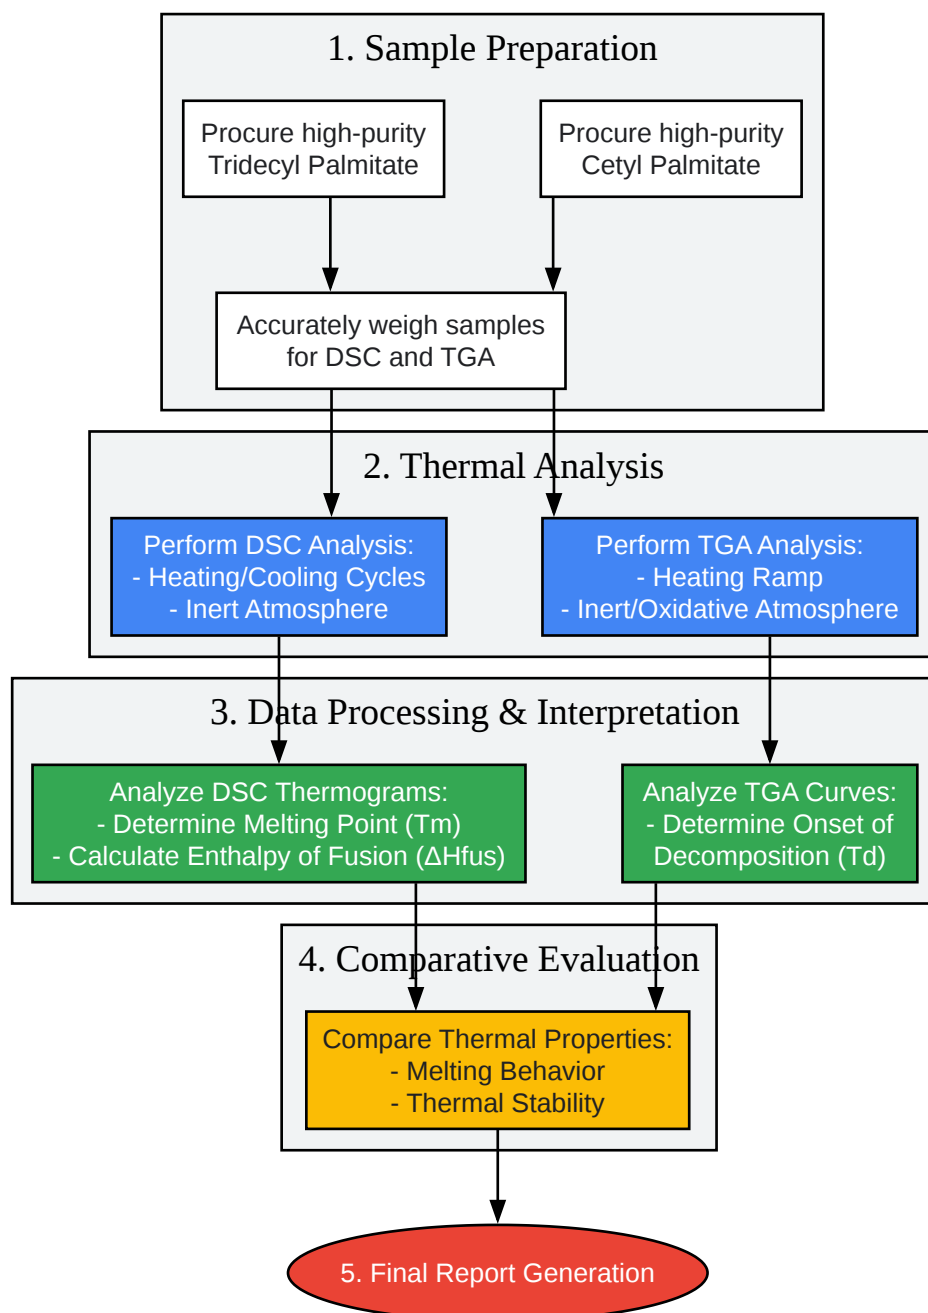 1. Sample Preparation
Procure high-purity
Tridecyl Palmitate
Procure high-purity
Cetyl Palmitate
Accurately weigh samples
for DSC and TGA
2. Thermal Analysis
Perform DSC Analysis:
- Heating/Cooling Cycles
- Inert Atmosphere
Perform TGA Analysis:
- Heating Ramp
- Inert/Oxidative Atmosphere
3. Data Processing & Interpretation
Analyze DSC Thermograms:
- Determine Melting Point (Tm)
- Calculate Enthalpy of Fusion (ΔHfus)
Analyze TGA Curves:
- Determine Onset of
Decomposition (Td)
4. Comparative Evaluation
Compare Thermal Properties:
- Melting Behavior
- Thermal Stability
5. Final Report Generation